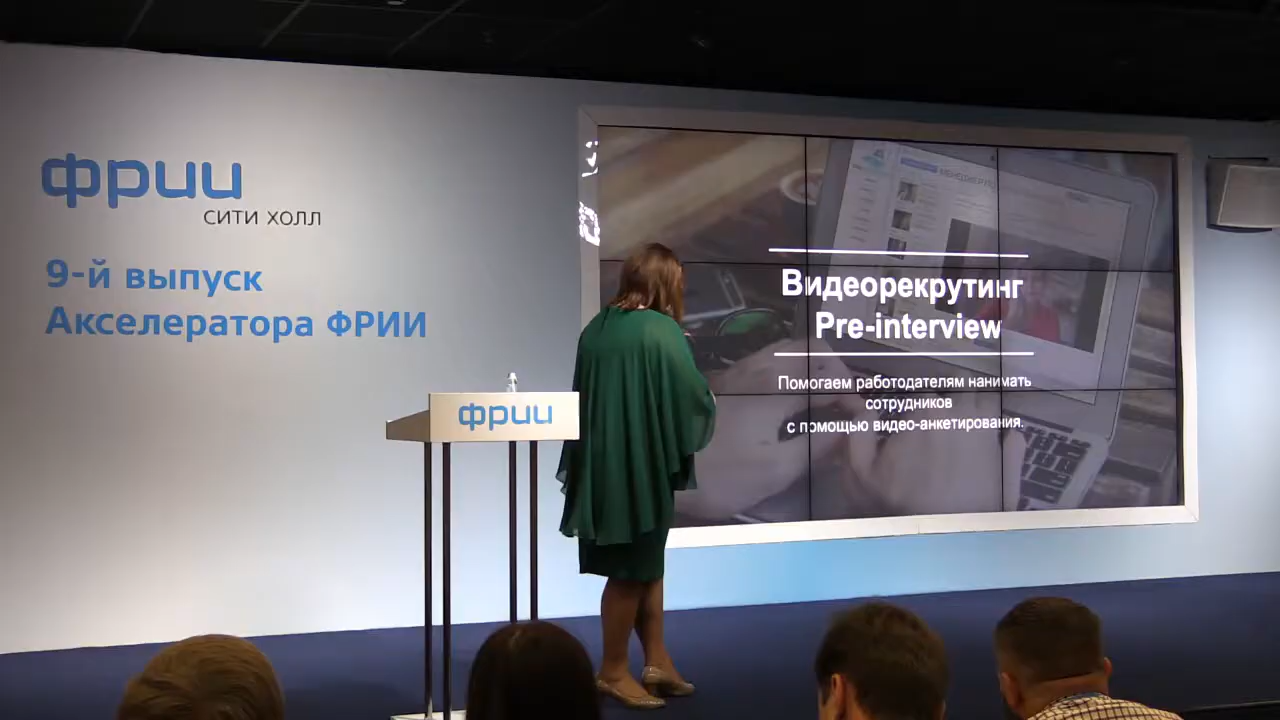 фрии
СИТИ ХОЛЛ
9-й выпуск
Акселератора ФРИИ
фрии
Видеорекрутинг
Pre-interview
Помогаем работодателям нанимать
сотрудников
с помощью видео-анкетирования.